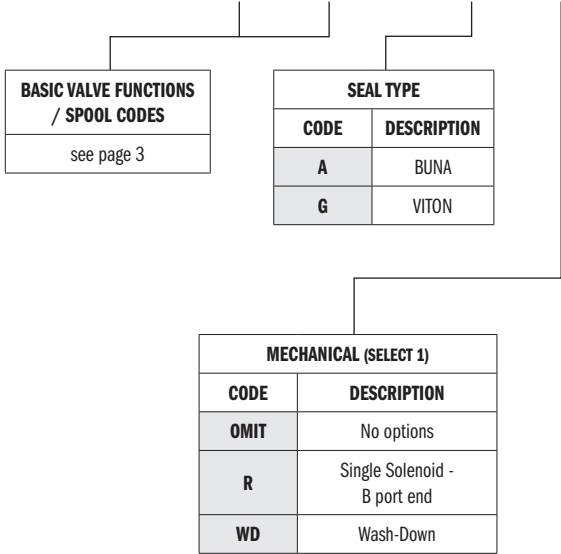 BASIC VALVE FUNCTIONS
/ SPOOL CODES
see page 3
SEAL TYPE
CODE DESCRIPTION
A BUNA
G VITON
MECHANICAL (SELECT 1)
CODE DESCRIPTION
OMIT No options
R Single Solenoid -
B port end
WD Wash-Down